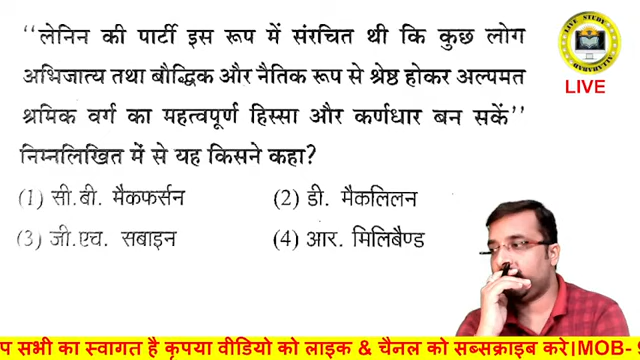 "लेनिन की पार्टी इस रूप में संरचित थी कि कुछ लोग
अभिजात्य तथा बौद्धिक और नैतिक रूप से श्रेष्ठ होकर अल्पमत
श्रमिक वर्ग का महत्वपूर्ण हिस्सा और कर्णधार बन सकें"
निम्नलिखित में से यह किसने कहा?
(1) सी.बी. मैकफर्सन
(2) डी. मैकलिलन
(3) जी.एच. सबाइन
(4) आर. मिलिबैण्ड
LIVE STUDY
LIVE
प सभी का स्वागत है कृपया वीडियो को लाइक & चैनल को सब्सक्राइब करे।MOB-